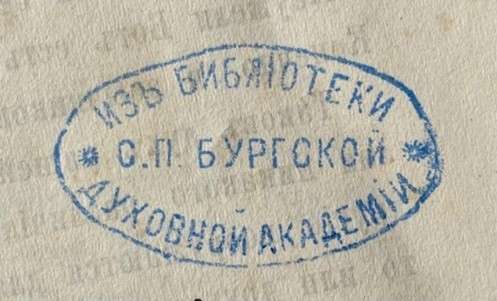 ИЗЪ БИБЛІОТЕКИ
С.П. БУРГСКОЙ
ДУХОВНОЙ АКАДЕМІИ